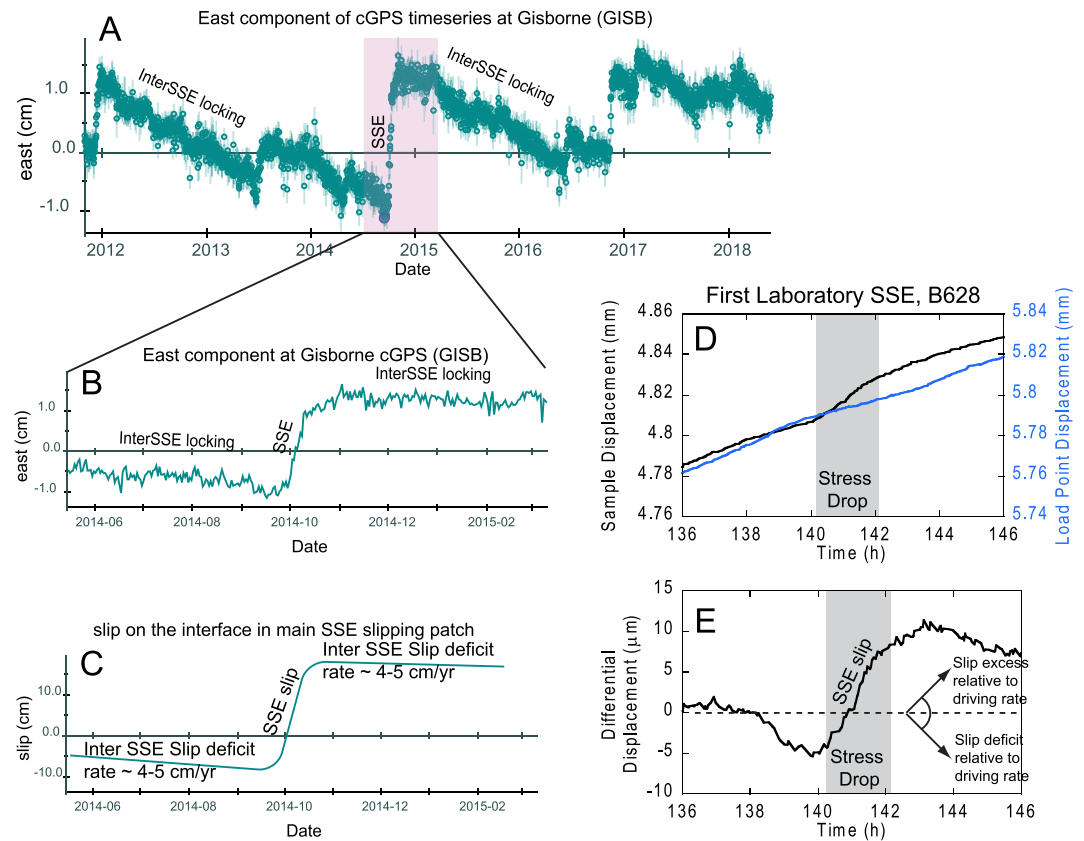 East component of cGPS timeseries at Gisborne (GISB)
A
InterSSE locking
SSE
InterSSE locking
east (cm)
1.0
0.0
-1.0
2012 2013 2014 2015 2016 2017 2018
Date
East component at Gisborne cGPS (GISB)
B
InterSSE locking
SSE
InterSSE locking
east (cm)
1.0
0.0
-1.0
2014-06 2014-08 2014-10 2014-12 2015-02
Date
slip on the interface in main SSE slipping patch
C
Inter SSE Slip deficit
rate ~ 4-5 cm/yr
SSE slip
Inter SSE Slip deficit
rate ~ 4-5 cm/yr
slip (cm)
10.0
0.0
-10.0
2014-06 2014-08 2014-10 2014-12 2015-02
Date
First Laboratory SSE, B628
D
Sample Displacement (mm)
4.86
4.84
4.82
4.8
4.78
4.76
Load Point Displacement (mm)
5.84
5.82
5.8
5.78
5.76
5.74
Stress
Drop
136 138 140 142 144 146
Time (h)
E
Differential
Displacement (μm)
15
10
5
0
-5
-10
SSE slip
Stress
Drop
Slip excess
relative to
driving rate
Slip deficit
relative to
driving rate
136 138 140 142 144 146
Time (h)